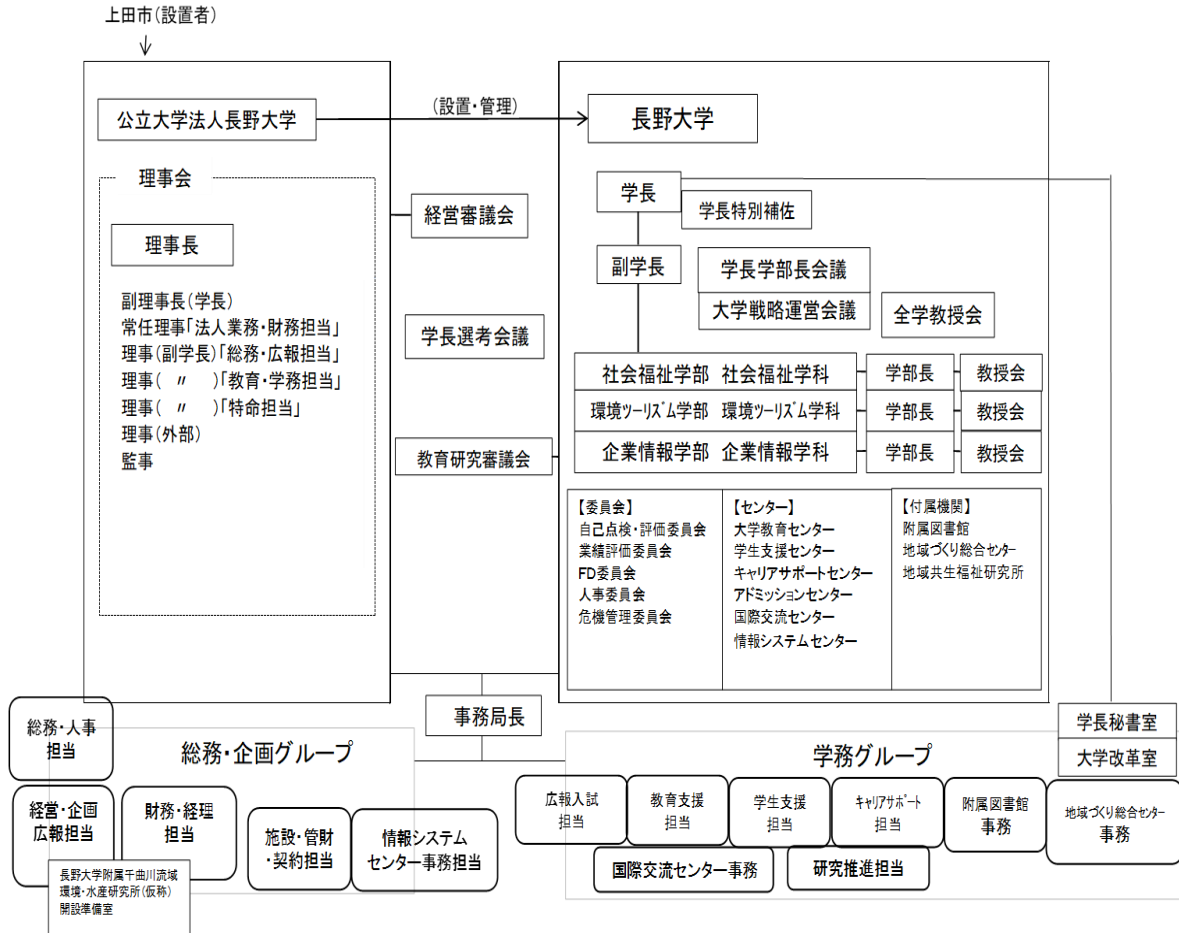 上田市(設置者)
公立大学法人長野大学
(設置・管理)
長野大学
理事会
理事長
副理事長(学長)
常任理事「法人業務・財務担当」
理事(副学長)「総務・広報担当」
理事( 〃 )「教育・学務担当」
理事( 〃 )「特命担当」
理事(外部)
監事
経営審議会
学長選考会議
教育研究審議会
学長
学長特別補佐
副学長
学長学部長会議
大学戦略運営会議
全学教授会
社会福祉学部 社会福祉学科 学部長 教授会
環境ツーリズム学部 環境ツーリズム学科 学部長 教授会
企業情報学部 企業情報学科 学部長 教授会
【委員会】
自己点検・評価委員会
業績評価委員会
FD委員会
人事委員会
危機管理委員会
【センター】
大学教育センター
学生支援センター
キャリアサポートセンター
アドミッションセンター
国際交流センター
情報システムセンター
【付属機関】
附属図書館
地域づくり総合センター
地域共生福祉研究所
事務局長
学長秘書室
大学改革室
総務・企画グループ
総務・人事
担当
経営・企画
広報担当
財務・経理
担当
施設・管財
・契約担当
情報システム
センター事務担当
長野大学附属千曲川流域
環境・水産研究所(仮称)
開設準備室
学務グループ
広報入試
担当
教育支援
担当
学生支援
担当
キャリアサポート
担当
附属図書館
事務
地域づくり総合センター
事務
国際交流センター事務
研究推進担当